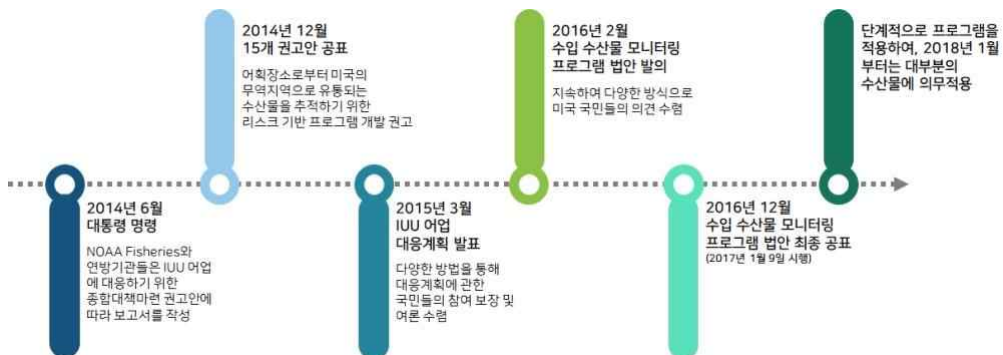 2014년 6월
대통령 명령
NOAA Fisheries와
연방기관들은 IUU 어업
에 대응하기 위한
종합대책마련 권고안에
따라 보고서를 작성
2014년 12월
15개 권고안 공표
어획장소로부터 미국의
무역지역으로 유통되는
수산물을 추적하기 위한
리스크 기반 프로그램 개발 권고
2015년 3월
IUU 어업
대응계획 발표
다양한 방법을 통해
대응계획에 관한
국민들의 참여 보장 및
여론 수렴
2016년 2월
수입 수산물 모니터링
프로그램 법안 발의
지속하여 다양한 방식으로
미국 국민들의 의견 수렴
2016년 12월
수입 수산물 모니터링
프로그램 법안 최종 공표
(2017년 1월 9일 시행)
단계적으로 프로그램을
적용하여, 2018년 1월
부터는 대부분의
수산물에 의무적용